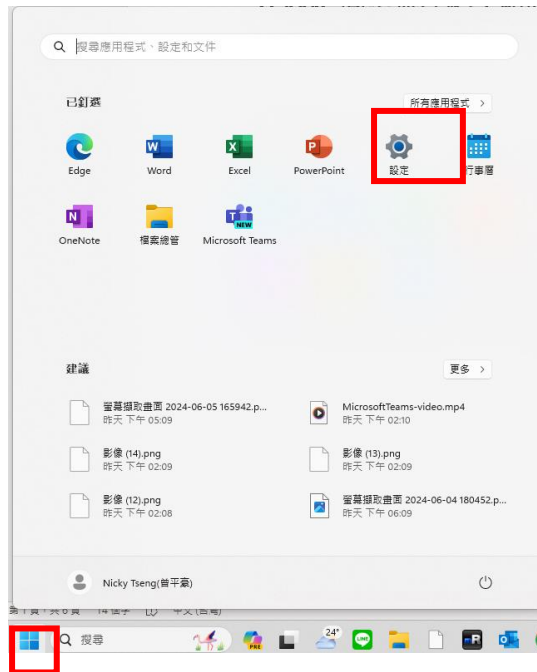 搜尋應用程式、設定和文件
已釘選
所有應用程式 >
Edge
Word
Excel
PowerPoint
設定
行事曆
OneNote
檔案總管
Microsoft Teams
NEW
建議
更多 >
螢幕擷取畫面 2024-06-05 165942.p...
昨天 下午 05:09
MicrosoftTeams-video.mp4
昨天 下午 02:10
影像 (14).png
昨天 下午 02:09
影像 (13).png
昨天 下午 02:09
影像 (12).png
昨天 下午 02:08
螢幕擷取畫面 2024-06-04 180452.p...
昨天 下午 06:09
Nicky Tseng(曾平豪)
搜尋
PRE
24°
LINE